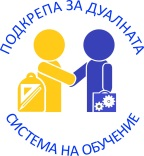 ПОДКРЕПА ЗА ДУАЛНАТА
СИСТЕМА НА ОБУЧЕНИЕ